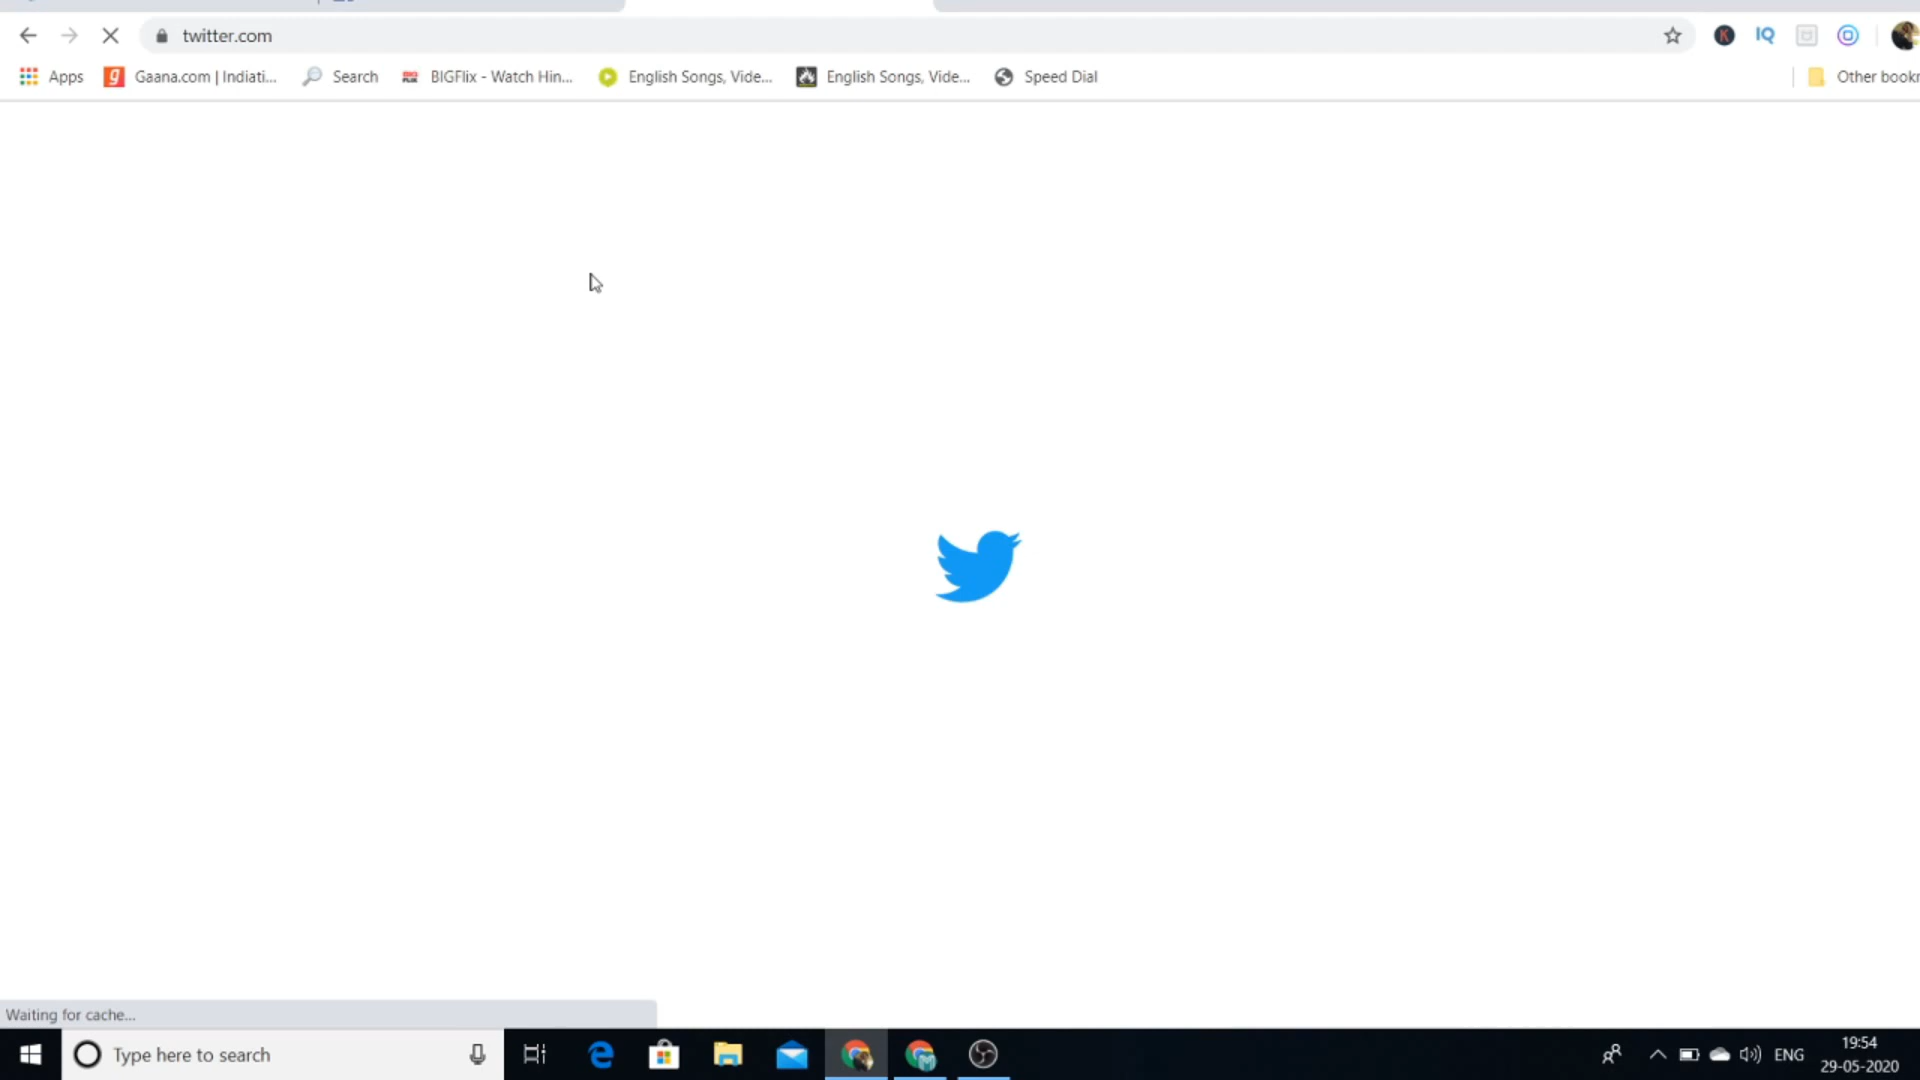 twitter.com
IQ
Apps
Gaana.com | Indiati...
Search
BIGFlix - Watch Hin...
English Songs, Vide...
English Songs, Vide...
Speed Dial
Other bookr
Waiting for cache...
Type here to search
ENG
19:54
29-05-2020